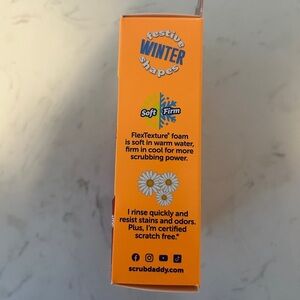 festive
WINTER
shapes
Soft Firm
FlexTexture® foam
is soft in warm water,
firm in cool for more
scrubbing power.
I rinse quickly and
resist stains and odors.
Plus, I'm certified
scratch free.*
scrubdaddy.com